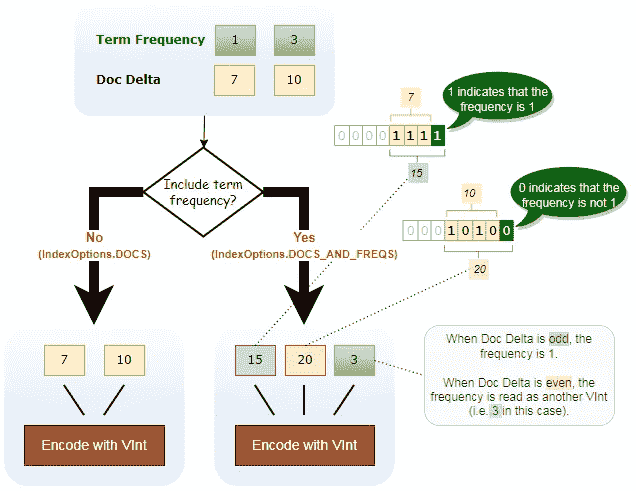 Term Frequency 1 3
Doc Delta 7 10
7
1 indicates that the
frequency is 1
0 0 0 0 1 1 1 1
15
Include term
frequency?
10
0 indicates that the
frequency is not 1
0 0 0 1 0 1 0 0
20
No
(IndexOptions.DOCS)
Yes
(IndexOptions.DOCS_AND_FREQS)
7 10
Encode with VInt
15 20 3
Encode with VInt
When Doc Delta is odd, the
frequency is 1.
When Doc Delta is even, the
frequency is read as another VInt
(i.e. 3 in this case).